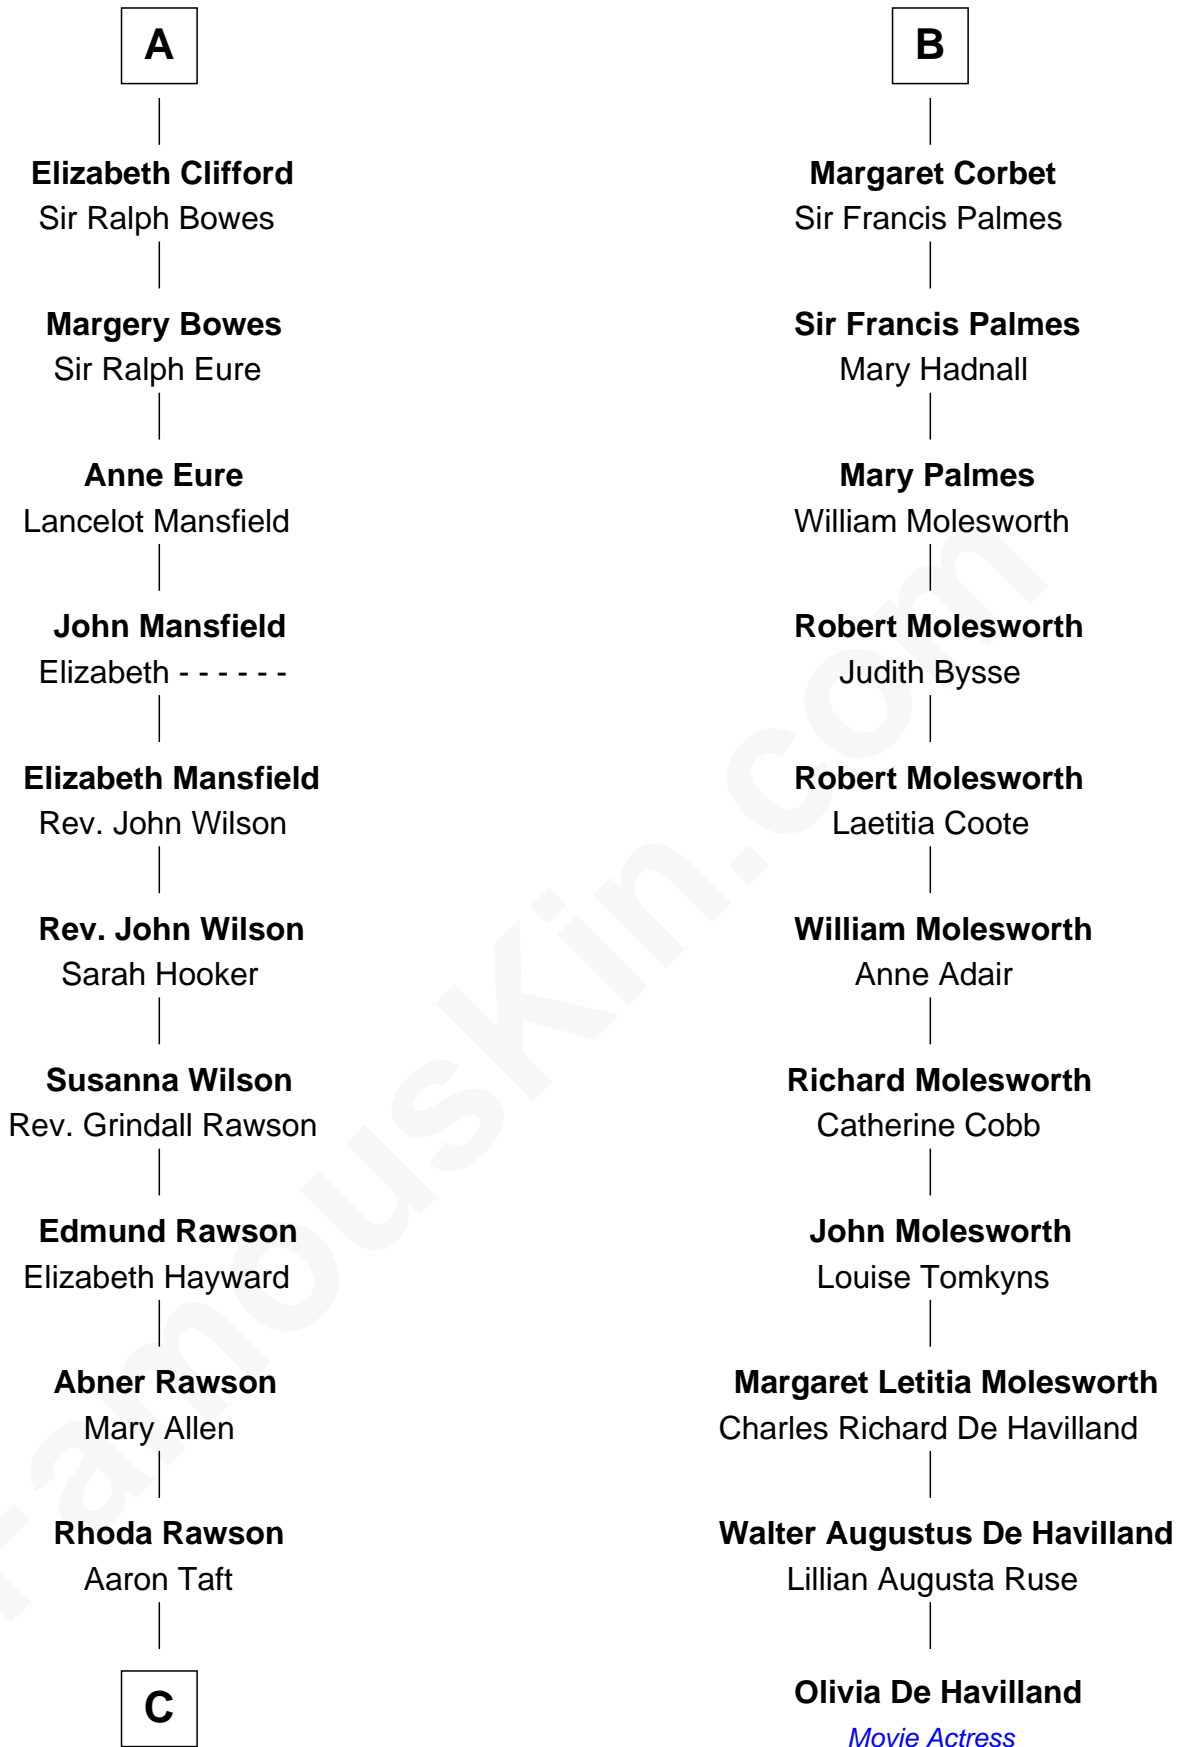 A
Elizabeth Clifford
Sir Ralph Bowes
Margery Bowes
Sir Ralph Eure
Anne Eure
Lancelot Mansfield
John Mansfield
Elizabeth - - - - - -
Elizabeth Mansfield
Rev. John Wilson
Rev. John Wilson
Sarah Hooker
Susanna Wilson
Rev. Grindall Rawson
Edmund Rawson
Elizabeth Hayward
Abner Rawson
Mary Allen
Rhoda Rawson
Aaron Taft
C
B
Margaret Corbet
Sir Francis Palmes
Sir Francis Palmes
Mary Hadnall
Mary Palmes
William Molesworth
Robert Molesworth
Judith Bysse
Robert Molesworth
Laetitia Coote
William Molesworth
Anne Adair
Richard Molesworth
Catherine Cobb
John Molesworth
Louise Tomkyns
Margaret Letitia Molesworth
Charles Richard De Havilland
Walter Augustus De Havilland
Lillian Augusta Ruse
Olivia De Havilland
Movie Actress
FamousKin.com